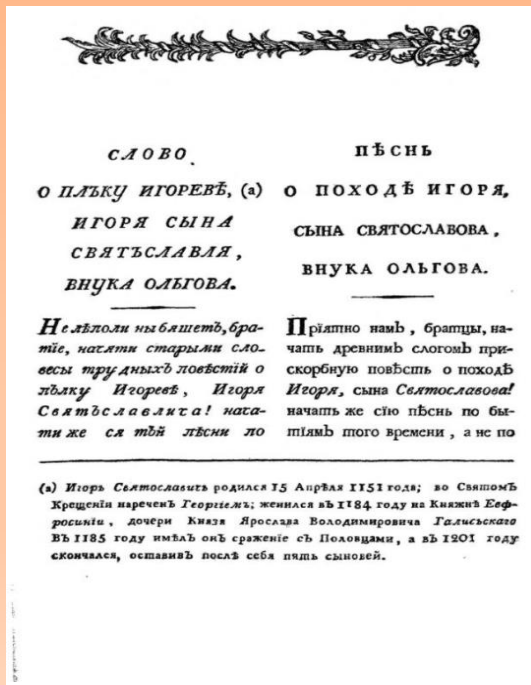 СЛОВО
О ПЛЪКУ ИГОРЕВѢ, (а)
ИГОРЯ СЫНА
СВЯТЪСЛАВЛЯ,
ВНУКА ОЛЬГОВА.
Не лѣполи ны бяшетъ, бра-
тіе, начяти старыми сло-
весы трудныхъ повѣстій о
пълку Игоревѣ, Игоря
Святъславлича! нача-
ти же ся тъй пѣсни по
ПѢСНЬ
О ПОХОДѢ ИГОРЯ,
СЫНА СВЯТОСЛАВОВА,
ВНУКА ОЛЬГОВА.
Пріятно намъ, братцы, на-
чать древнимъ слогомъ при-
скорбную повѣсть о походѣ
Игоря, сына Святославова!
начать же сію пѣснь по бы-
тіямъ того времени, а не по
(а) Игорь Святославичь родился 15 Апрѣля 1151 года; во Святомъ
Крещеніи нареченъ Георгіемъ; женился въ 1184 году на Княжнѣ Евф-
росиніи, дочери Князя Ярослава Володимировича Галичьскаго
Въ 1185 году имѣлъ онъ сраженіе съ Половцами, а въ 1201 году
скончался, оставивъ послѣ себя пять сыновей.